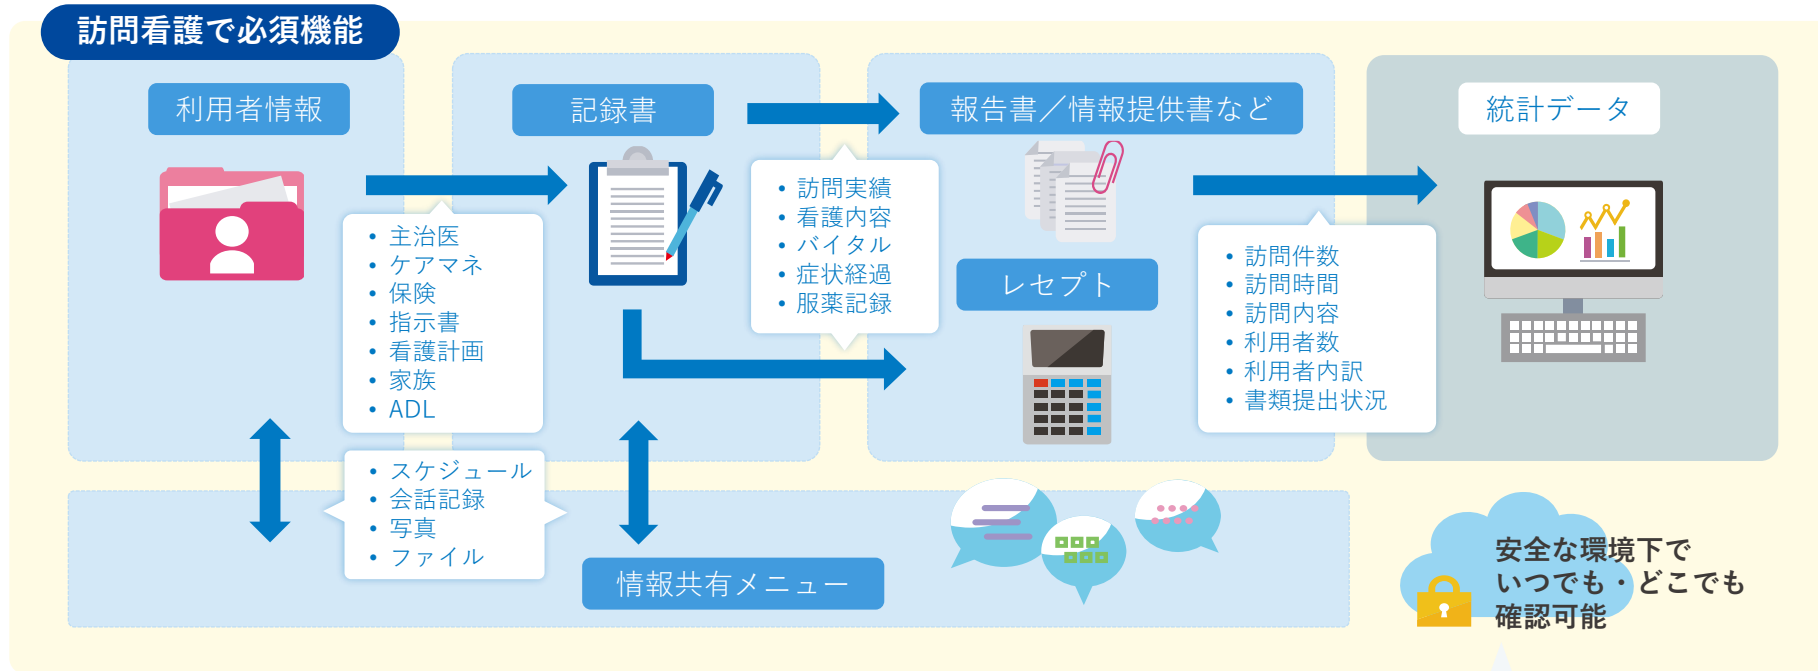 訪問看護で必須機能
利用者情報
• 主治医
• ケアマネ
• 保険
• 指示書
• 看護計画
• 家族
• ADL
記録書
• 訪問実績
• 看護内容
• バイタル
• 症状経過
• 服薬記録
報告書／情報提供書など
レセプト
• 訪問件数
• 訪問時間
• 訪問内容
• 利用者数
• 利用者内訳
• 書類提出状況
統計データ
• スケジュール
• 会話記録
• 写真
• ファイル
情報共有メニュー
安全な環境下で
いつでも・どこでも
確認可能